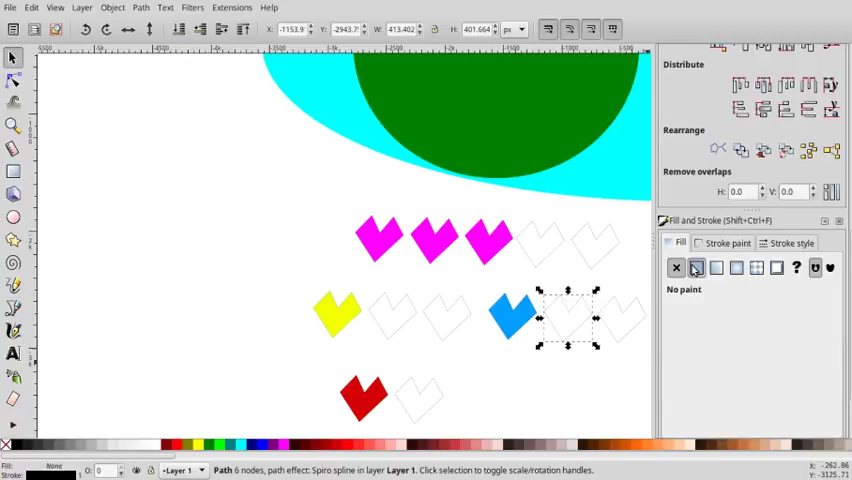 File Edit View Layer Object Path Text Filters Extensions Help
X: -1153.9 Y: -2943.7 W: 413.402 H: 401.664 px
Distribute
Rearrange
Remove overlaps
H: 0.0 V: 0.0
Fill and Stroke (Shift+Ctrl+F)
Fill Stroke paint Stroke style
No paint
Fill: None
Stroke: 1
O: 0
Layer 1
Path 6 nodes, path effect: Spiro spline in layer Layer 1. Click selection to toggle scale/rotation handles.
X: -262.86
Y: -3125.71